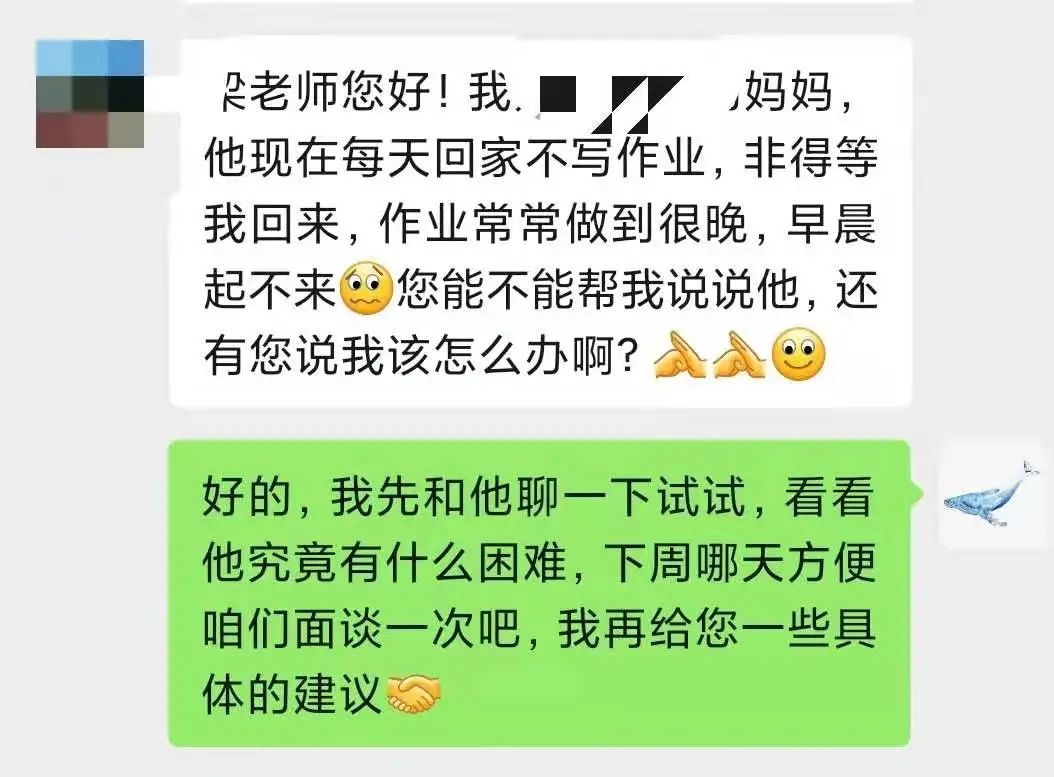 老师您好！我
妈妈，
他现在每天回家不写作业，非得等
我回来，作业常常做到很晚，早晨
起不来😖您能不能帮我说说他，还
有您说我该怎么办啊？🙏🙏🙂
好的，我先和他聊一下试试，看看
他究竟有什么困难，下周哪天方便
咱们面谈一次吧，我再给您一些具
体的建议🤝